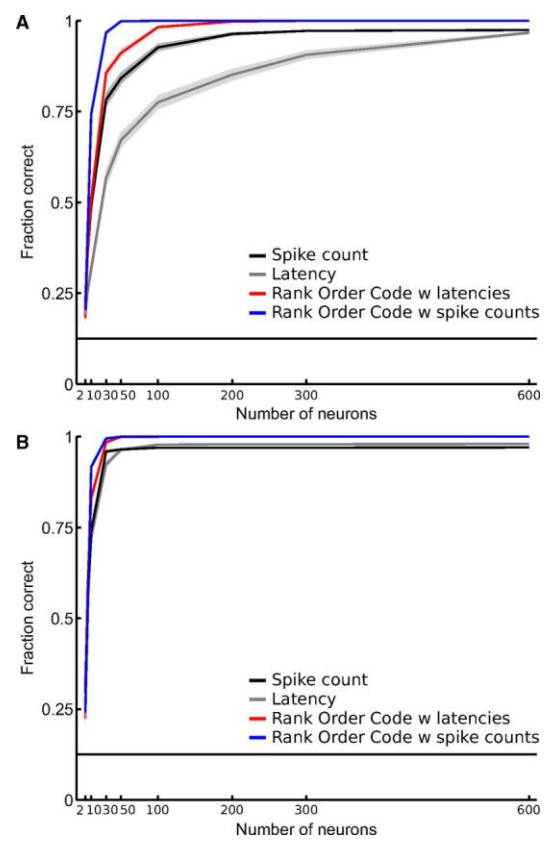 A
1
0.75
0.5
0.25
0
Fraction correct
Spike count
Latency
Rank Order Code w latencies
Rank Order Code w spike counts
2 10 30 50 100 200 300 600
Number of neurons
B
1
0.75
0.5
0.25
0
Fraction correct
Spike count
Latency
Rank Order Code w latencies
Rank Order Code w spike counts
2 10 30 50 100 200 300 600
Number of neurons